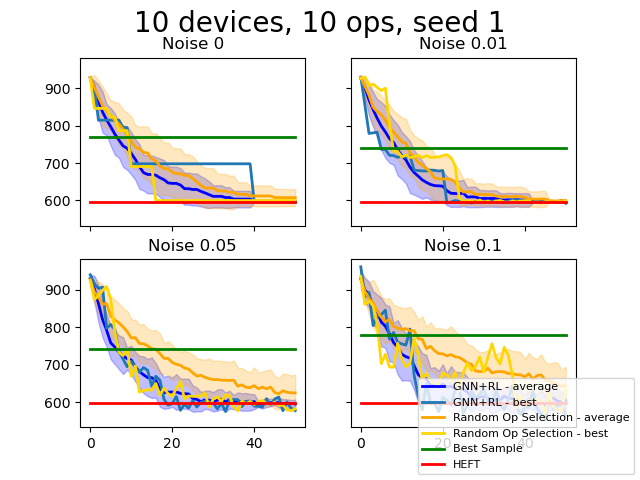 10 devices, 10 ops, seed 1
Noise 0
Noise 0.01
900
800
700
600
Noise 0.05
Noise 0.1
900
800
700
600
0
20
40
0
20
40
GNN+RL - average
GNN+RL - best
Random Op Selection - average
Random Op Selection - best
Best Sample
HEFT